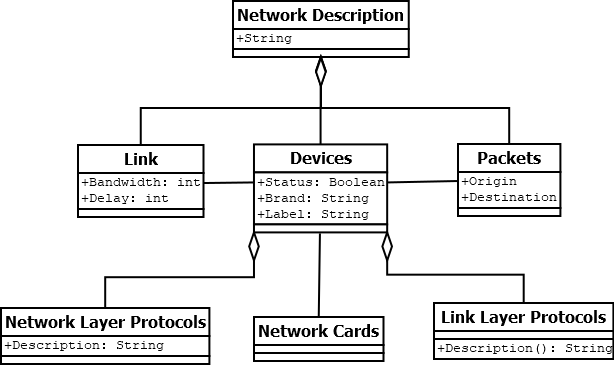 Network Description
+String
Link
+Bandwidth: int
+Delay: int
Devices
+Status: Boolean
+Brand: String
+Label: String
Packets
+Origin
+Destination
Network Layer Protocols
+Description: String
Network Cards
Link Layer Protocols
+Description(): String